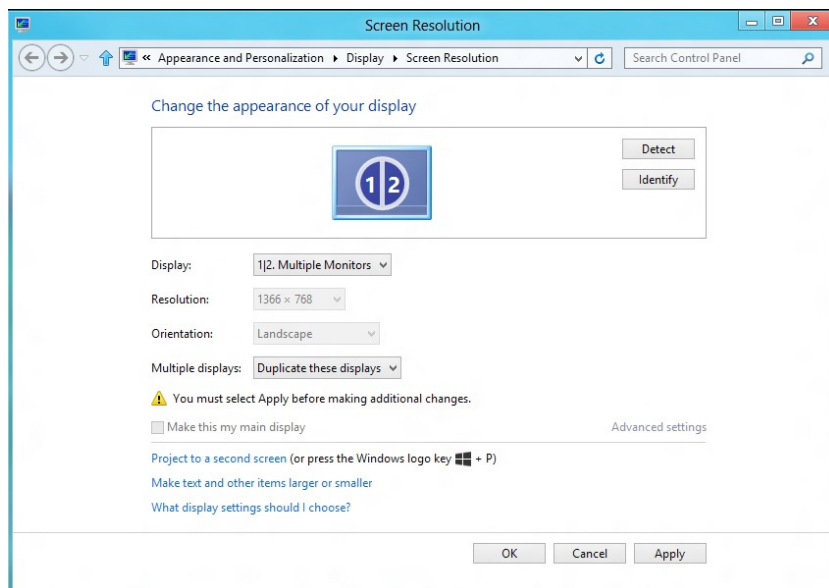 Screen Resolution
« Appearance and Personalization Display Screen Resolution
Search Control Panel
Change the appearance of your display
1|2
Detect
Identify
Display: 1|2. Multiple Monitors
Resolution: 1366 × 768
Orientation: Landscape
Multiple displays: Duplicate these displays
You must select Apply before making additional changes.
Make this my main display Advanced settings
Project to a second screen (or press the Windows logo key + P)
Make text and other items larger or smaller
What display settings should I choose?
OK Cancel Apply